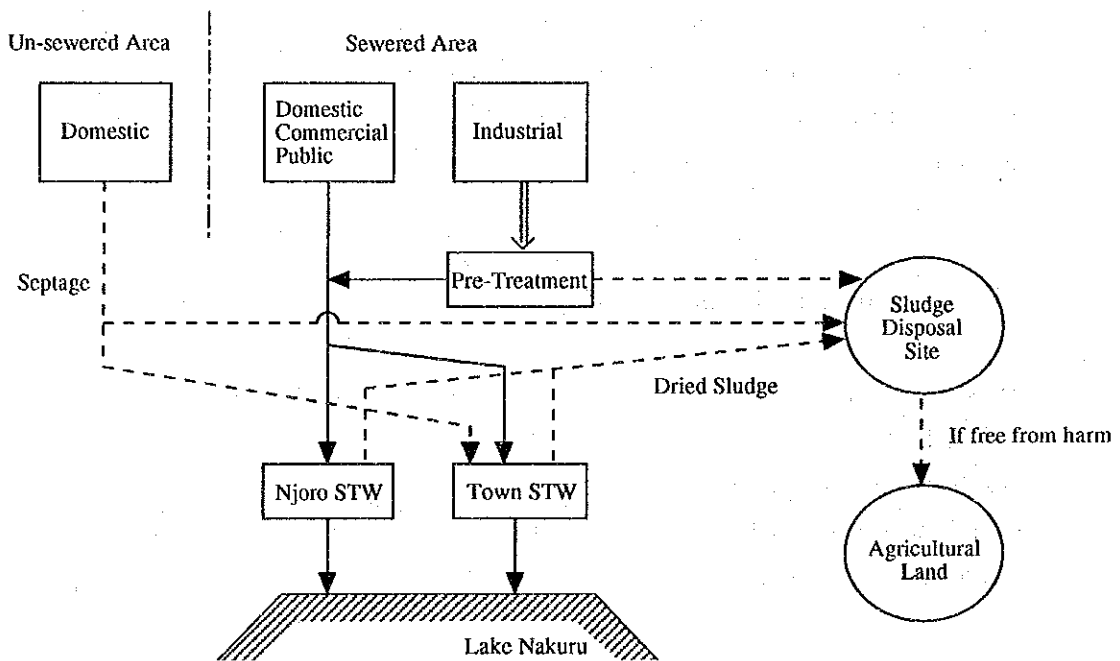 Un-sewered Area
Sewered Area
Domestic
Domestic
Commercial
Public
Industrial
Septage
Pre-Treatment
Sludge
Disposal
Site
Dried Sludge
If free from harm
Njoro STW
Town STW
Agricultural
Land
Lake Nakuru